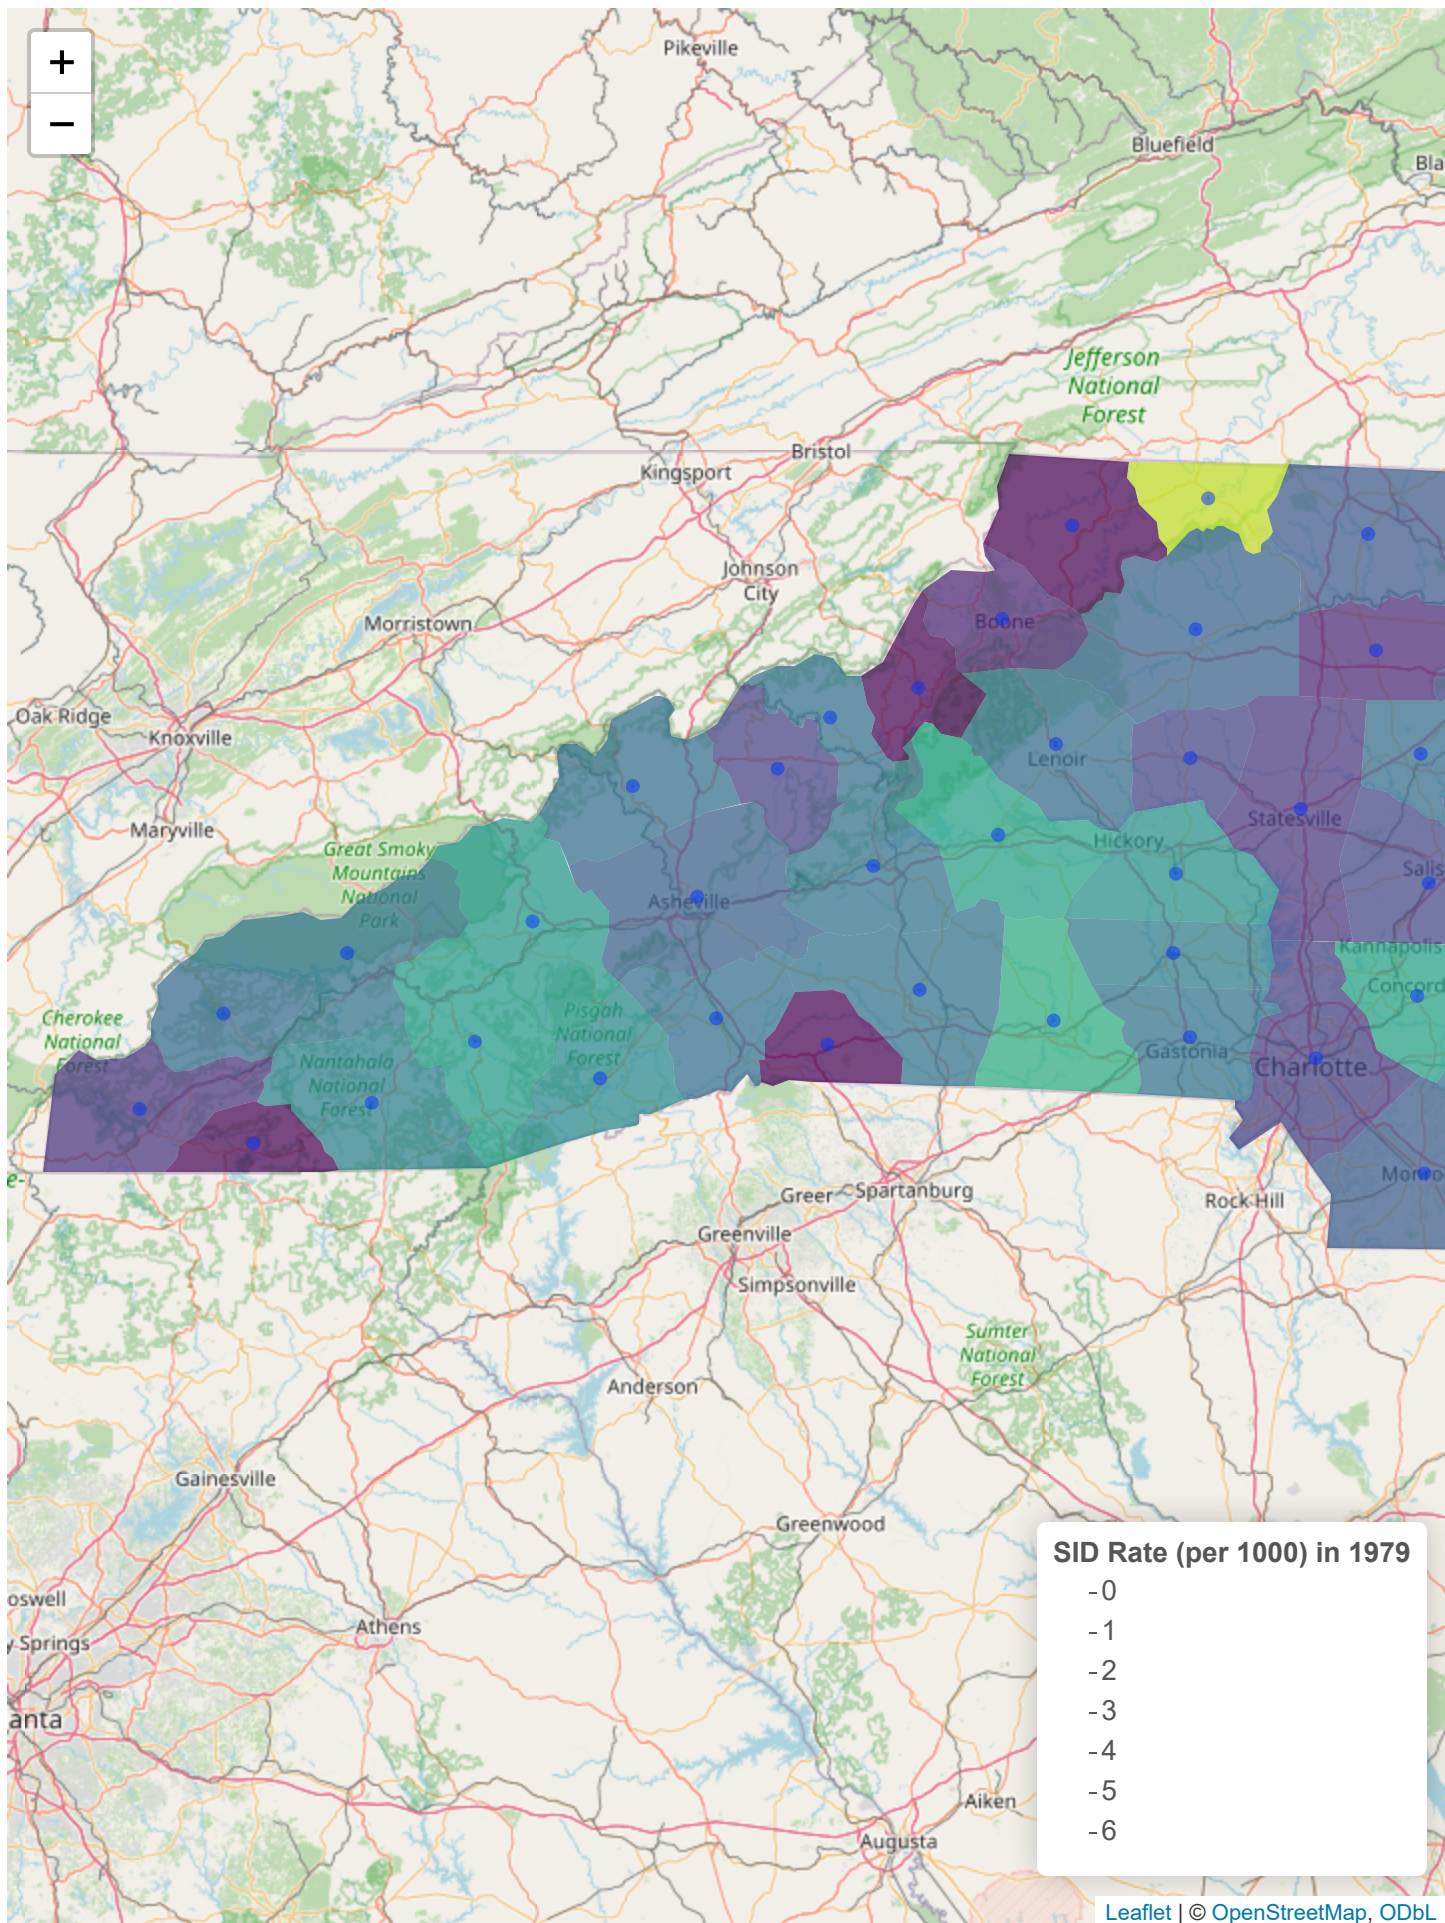 +
−
Pikeville
Bluefield
Bla
Jefferson
National
Forest
Bristol
Kingsport
Johnson
City
Morristown
Boone
Oak Ridge
Knoxville
Lenoir
Maryville
Statesville
Great Smoky
Mountains
National
Park
Hickory
Salis
Asheville
Kannapolis
Concord
Cherokee
National
Forest
Pisgah
National
Forest
Nantahala
National
Forest
Gastonia
Charlotte
Monro
e-
Greer
Spartanburg
Rock Hill
Greenville
Simpsonville
Sumter
National
Forest
Anderson
Gainesville
Greenwood
SID Rate (per 1000) in 1979
-0
-1
-2
-3
-4
-5
-6
oswell
Athens
y Springs
anta
Aiken
Augusta
Leaflet | © OpenStreetMap, ODbL